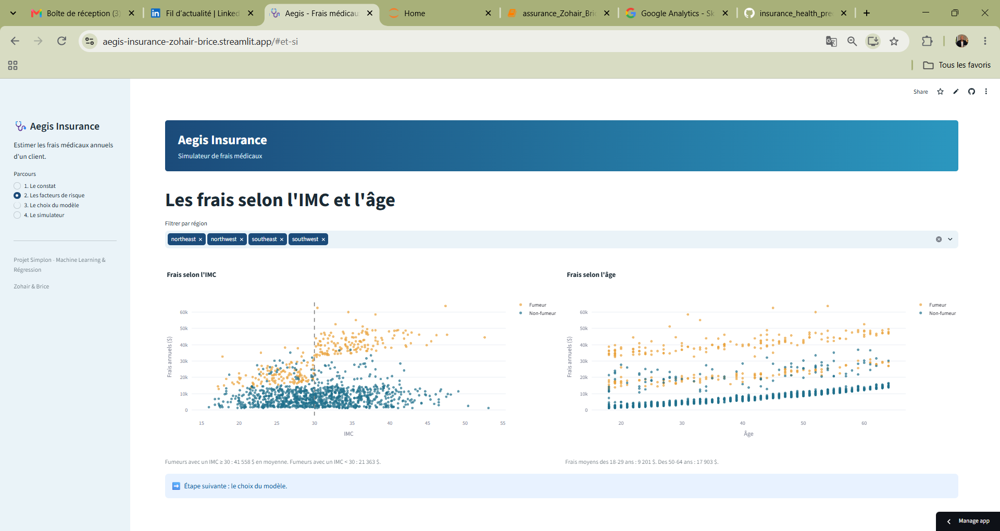 Boîte de réception (3)
Fil d’actualité | Linked
Aegis - Frais médicau
Home
assurance_Zohair_Bri
Google Analytics - Sk
insurance_health_pre
aegis-insurance-zohair-brice.streamlit.app/#et-si
Tous les favoris
Share
Aegis Insurance
Estimer les frais médicaux annuels
d'un client.
Parcours
1. Le constat
2. Les facteurs de risque
3. Le choix du modèle
4. Le simulateur
Projet Simplon - Machine Learning &
Régression
Zohair & Brice
Aegis Insurance
Simulateur de frais médicaux
Les frais selon l'IMC et l'âge
Filtrer par région
northeast × northwest × southeast × southwest ×
Frais selon l'IMC
Fumeur
Non-fumeur
60k
50k
40k
30k
20k
10k
0
Frais annuels ($)
15 20 25 30 35 40 45 50 55
IMC
Fumeurs avec un IMC ≥ 30 : 41 558 $ en moyenne. Fumeurs avec un IMC < 30 : 21 363 $.
Frais selon l'âge
Fumeur
Non-fumeur
60k
50k
40k
30k
20k
10k
0
Frais annuels ($)
20 30 40 50 60
Âge
Frais moyens des 18-29 ans : 9 201 $. Des 50-64 ans : 17 903 $.
➡️ Étape suivante : le choix du modèle.
Manage app